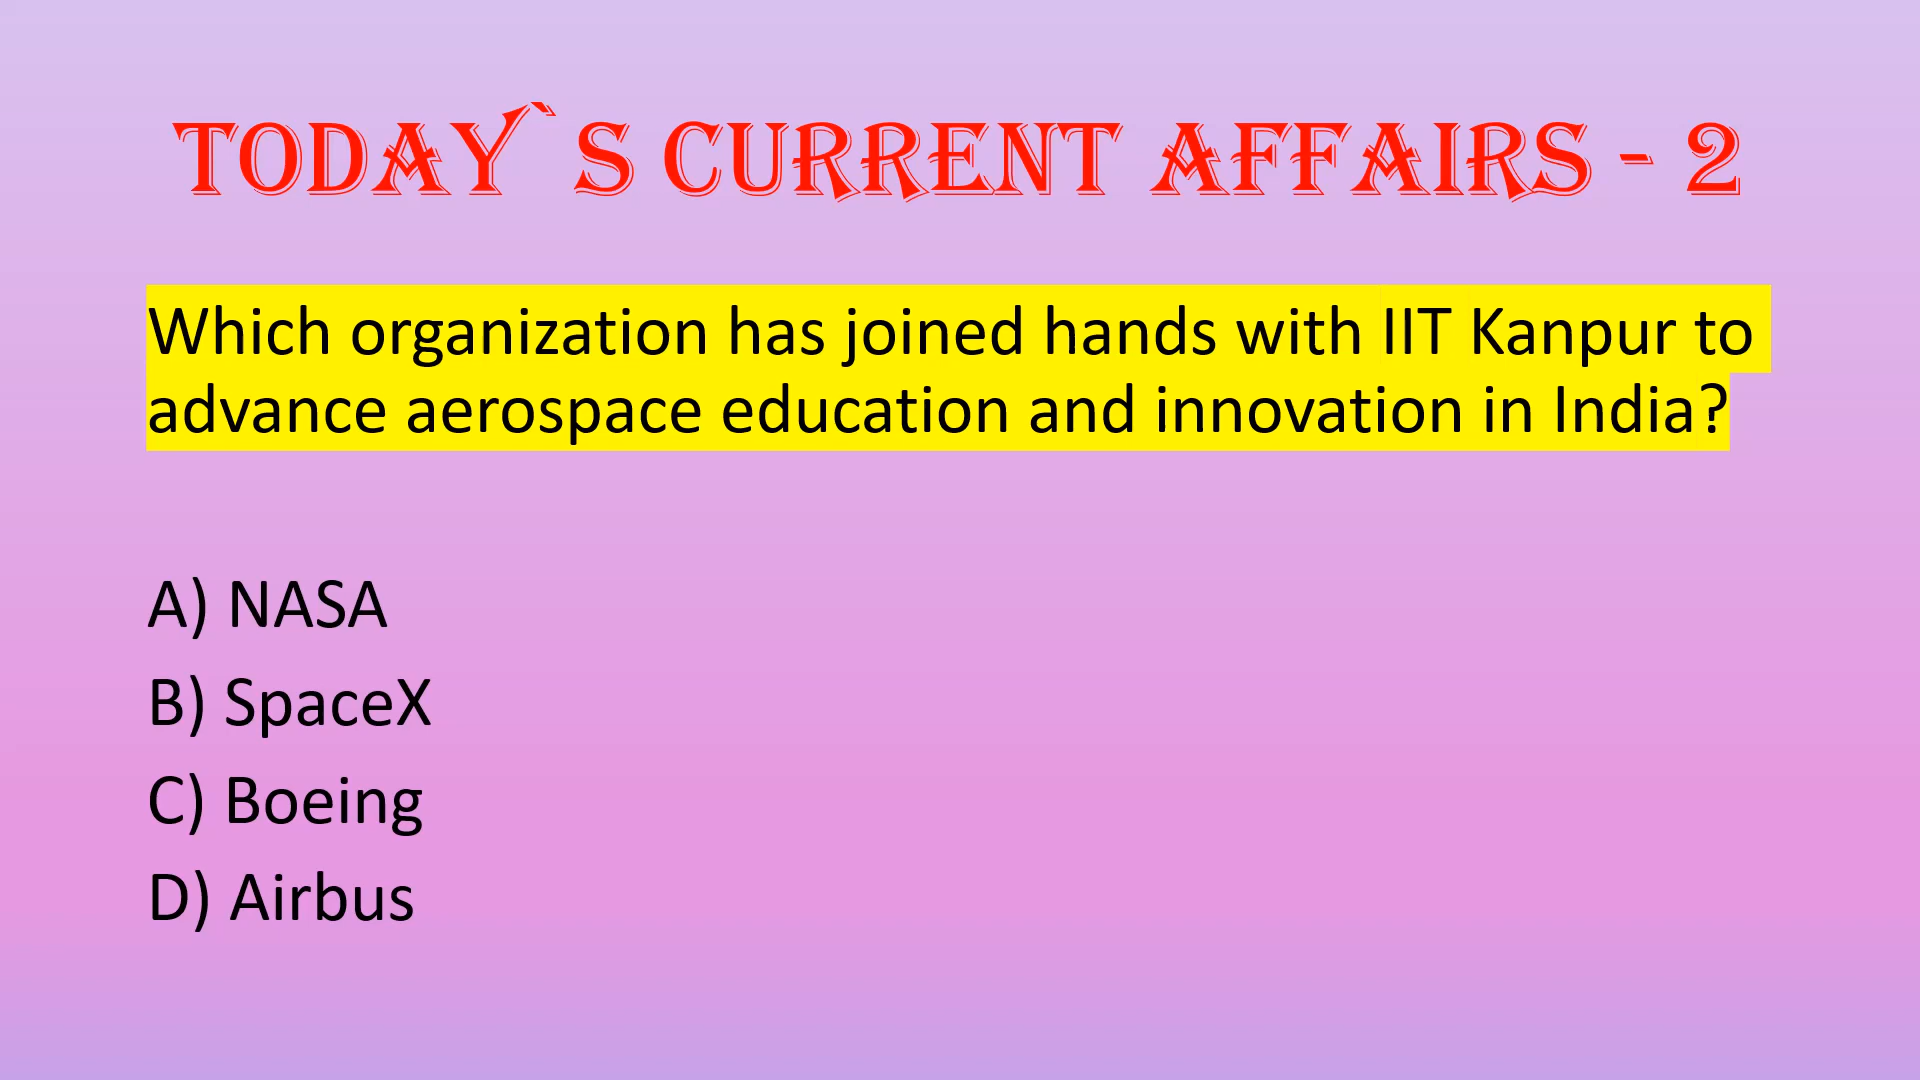 TODAY`S CURRENT AFFAIRS - 2
Which organization has joined hands with IIT Kanpur to
advance aerospace education and innovation in India?
A) NASA
B) SpaceX
C) Boeing
D) Airbus